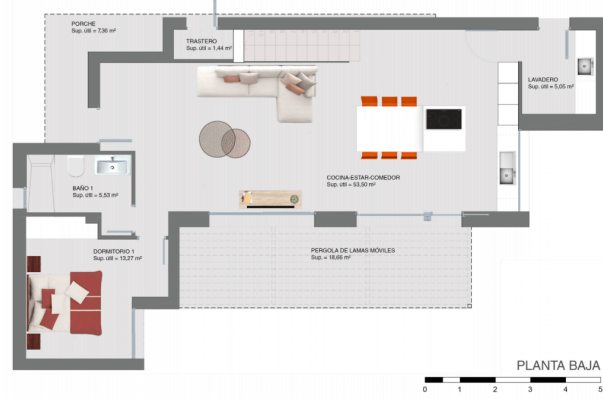 PORCHE
Sup. útil = 7,36 m²
TRASTERO
Sup. útil = 1,44 m²
LAVADERO
Sup. útil = 5,05 m²
COCINA-ESTAR-COMEDOR
Sup. útil = 53,50 m²
BAÑO 1
Sup. útil = 5,53 m²
DORMITORIO 1
Sup. útil = 13,27 m²
PERGOLA DE LAMAS MÓVILES
Sup. = 18,66 m²
PLANTA BAJA
0 1 2 3 4 5